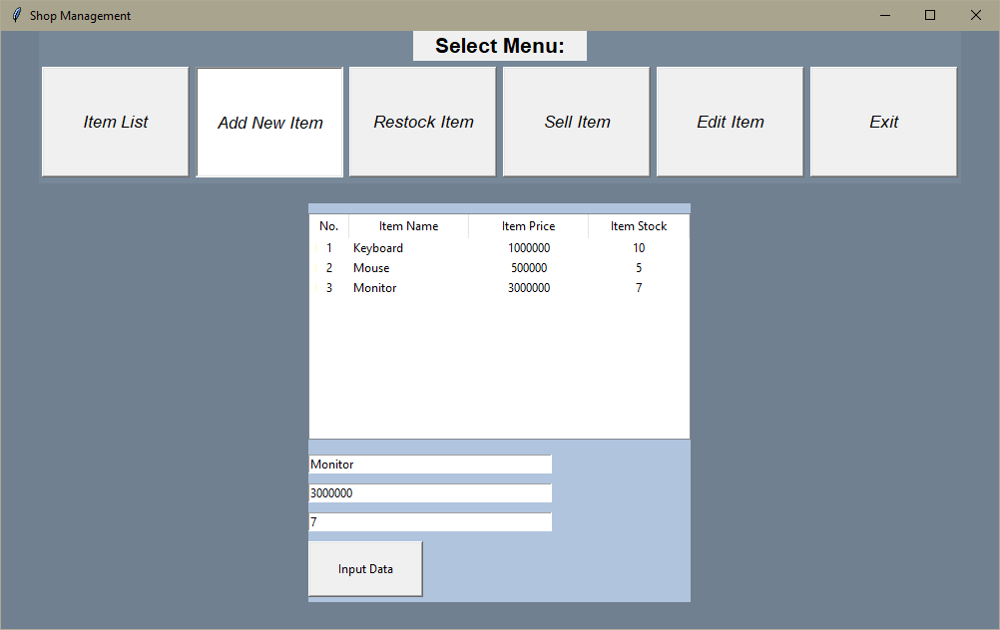 Shop Management
Select Menu:
Item List Add New Item Restock Item Sell Item Edit Item Exit
No. Item Name Item Price Item Stock
1 Keyboard 1000000 10
2 Mouse 500000 5
3 Monitor 3000000 7
Monitor
3000000
7
Input Data